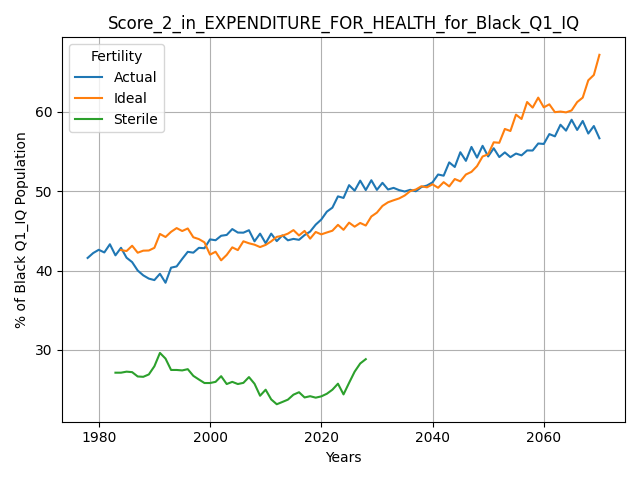 Score_2_in_EXPENDITURE_FOR_HEALTH_for_Black_Q1_IQ
Fertility
Actual
Ideal
Sterile
% of Black Q1_IQ Population
60
50
40
30
1980
2000
2020
2040
2060
Years